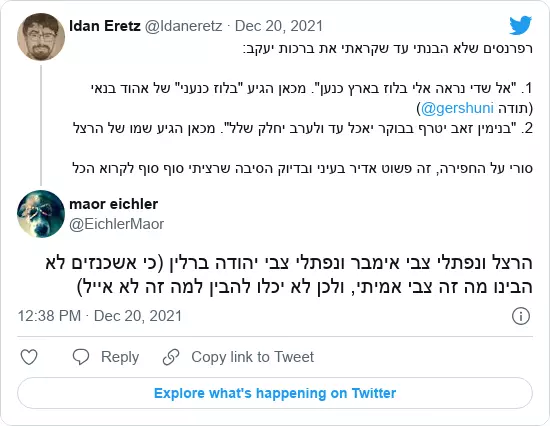 Idan Eretz @Idaneretz · Dec 20, 2021
רפרנסים שלא הבנתי עד שקראתי את ברכות יעקב:
1. "אל שדי נראה אלי בלוז בארץ כנען". מכאן הגיע "בלוז כנעני" של אהוד בנאי
(תודה @gershuni)
2. "בנימין זאב יטרף בבוקר יאכל עד ולערב יחלק שלל". מכאן הגיע שמו של הרצל
סורי על החפירה, זה פשוט אדיר בעיני ובדיוק הסיבה שרציתי סוף סוף לקרוא הכל
maor eichler
@EichlerMaor
הרצל ונפתלי צבי אימבר ונפתלי צבי יהודה ברלין (כי אשכנזים לא
הבינו מה זה צבי אמיתי, ולכן לא יכלו להבין למה זה לא אייל)
12:38 PM · Dec 20, 2021
Reply Copy link to Tweet
Explore what's happening on Twitter